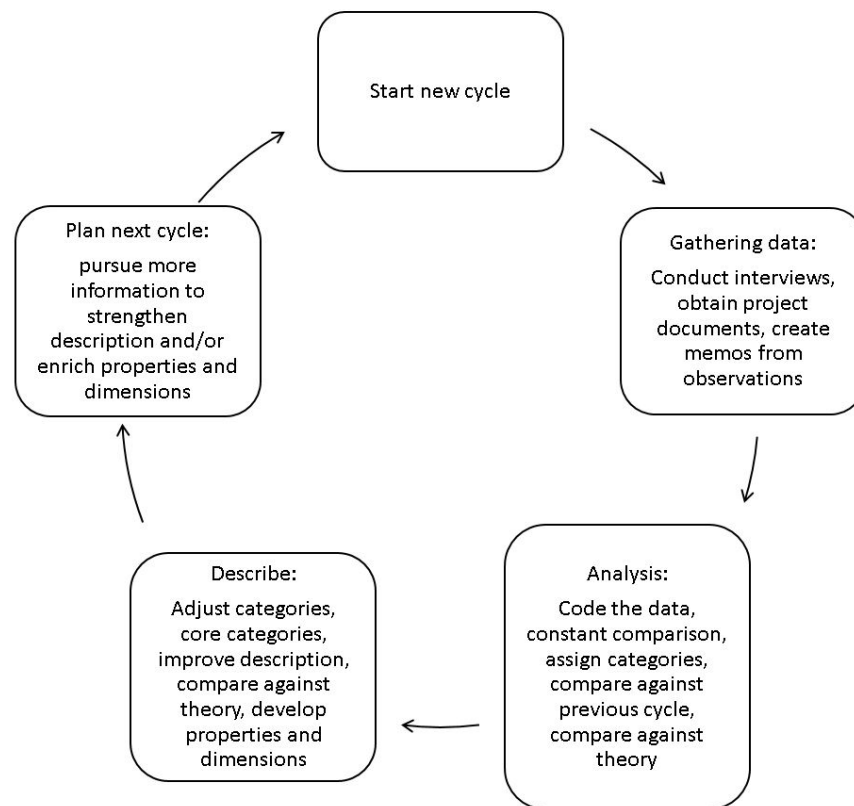 Start new cycle
Gathering data:
Conduct interviews,
obtain project
documents, create
memos from
observations
Analysis:
Code the data,
constant comparison,
assign categories,
compare against
previous cycle,
compare against
theory
Describe:
Adjust categories,
core categories,
improve description,
compare against
theory, develop
properties and
dimensions
Plan next cycle:
pursue more
information to
strengthen
description and/or
enrich properties and
dimensions